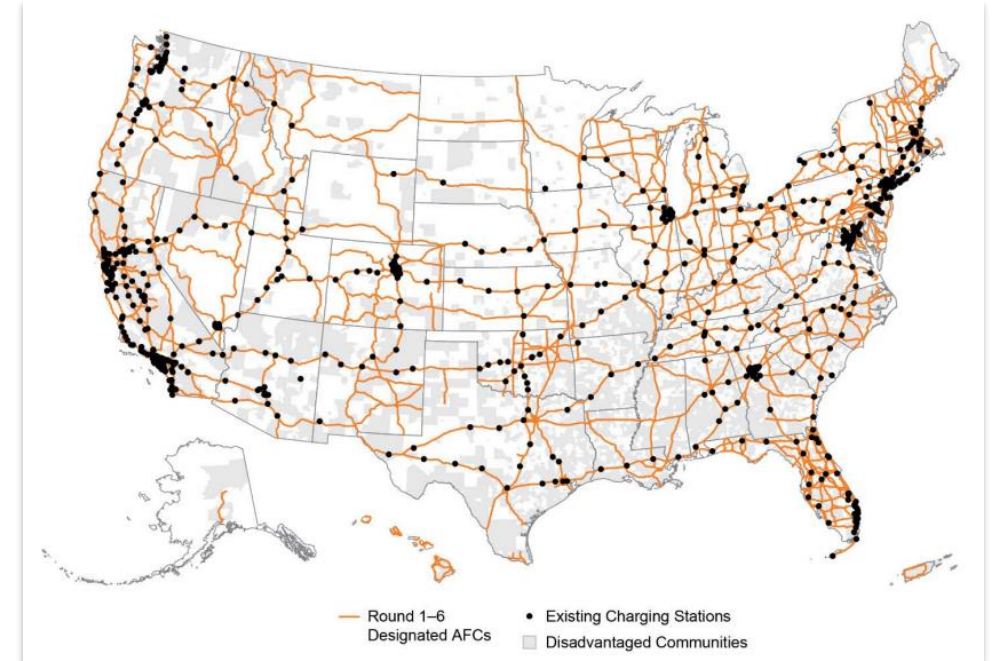 Round 1–6
Designated AFCs
Existing Charging Stations
Disadvantaged Communities